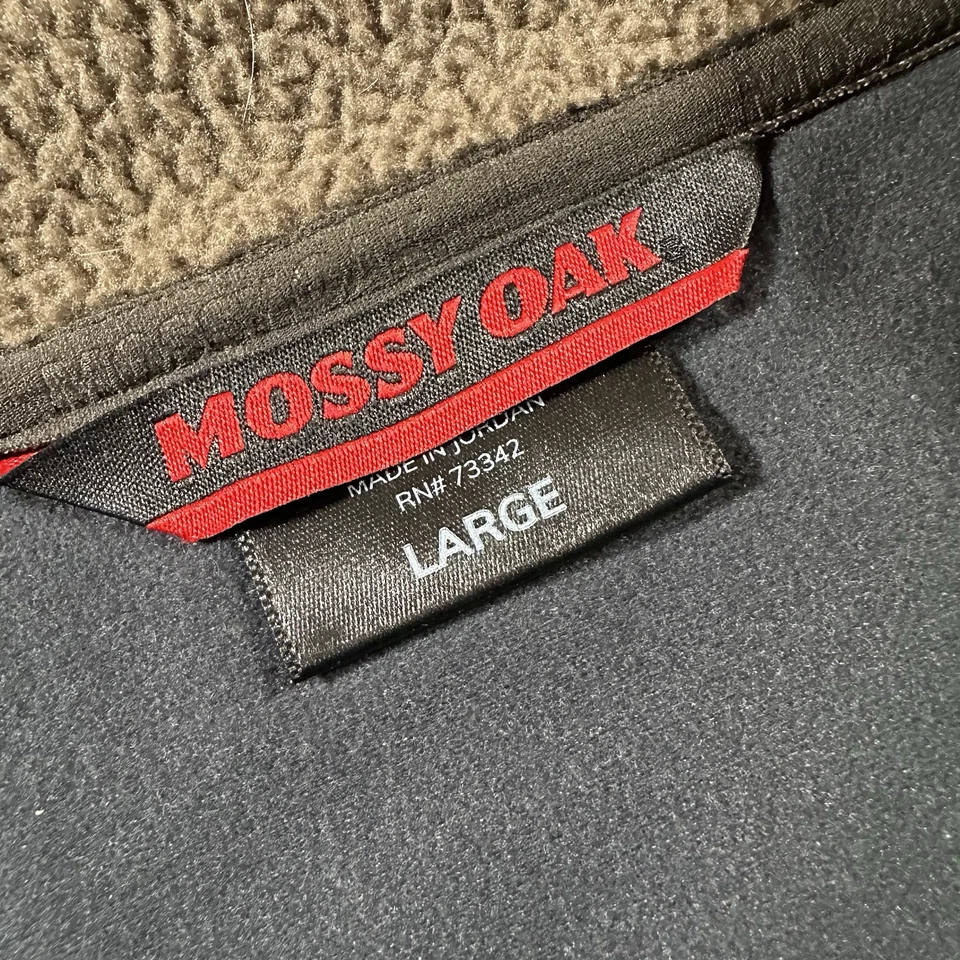 MOSSY OAK
MADE IN JORDAN
RN# 73342
LARGE